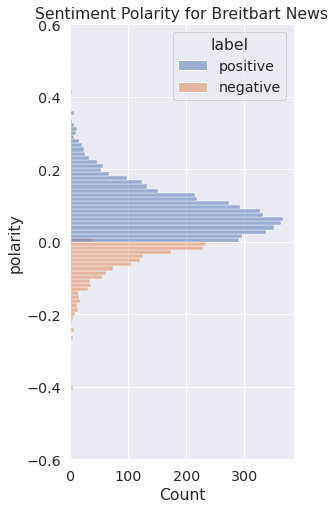 Sentiment Polarity for Breitbart News
label
positive
negative
0.6
0.4
0.2
0.0
−0.2
−0.4
−0.6
polarity
0 100 200 300
Count